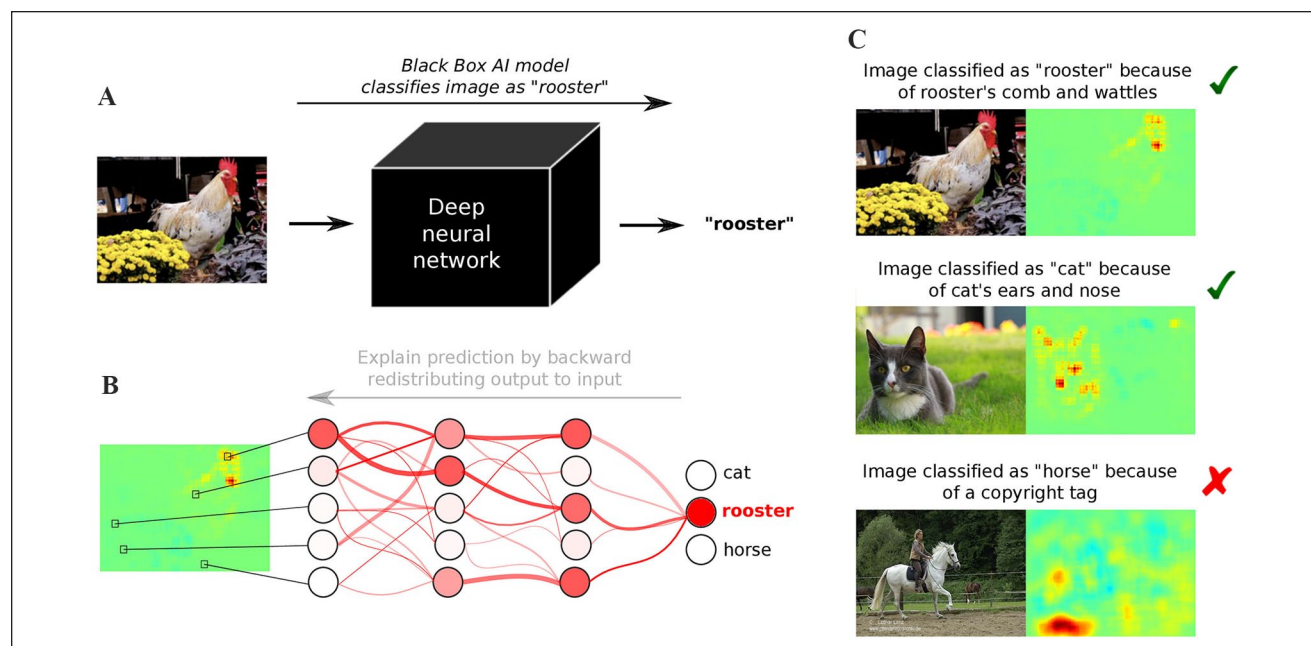 A
Black Box AI model
classifies image as "rooster"
Deep
neural
network
"rooster"
B
Explain prediction by backward
redistributing output to input
cat
rooster
horse
C
Image classified as "rooster" because
of rooster's comb and wattles
Image classified as "cat" because
of cat's ears and nose
Image classified as "horse" because
of a copyright tag